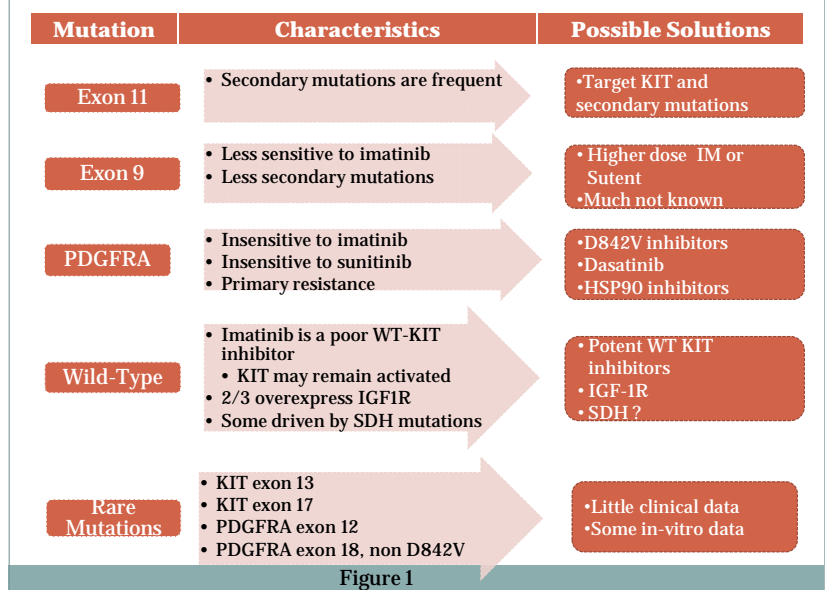 Mutation Characteristics Possible Solutions
Exon 11
• Secondary mutations are frequent
•Target KIT and
secondary mutations
Exon 9
• Less sensitive to imatinib
• Less secondary mutations
• Higher dose IM or
Sutent
• Much not known
PDGFRA
• Insensitive to imatinib
• Insensitive to sunitinib
• Primary resistance
•D842V inhibitors
•Dasatinib
•HSP90 inhibitors
Wild-Type
• Imatinib is a poor WT-KIT
inhibitor
• KIT may remain activated
• 2/3 overexpress IGF1R
• Some driven by SDH mutations
• Potent WT KIT
inhibitors
• IGF-1R
• SDH ?
Rare
Mutations
• KIT exon 13
• KIT exon 17
• PDGFRA exon 12
• PDGFRA exon 18, non D842V
•Little clinical data
•Some in-vitro data
Figure 1